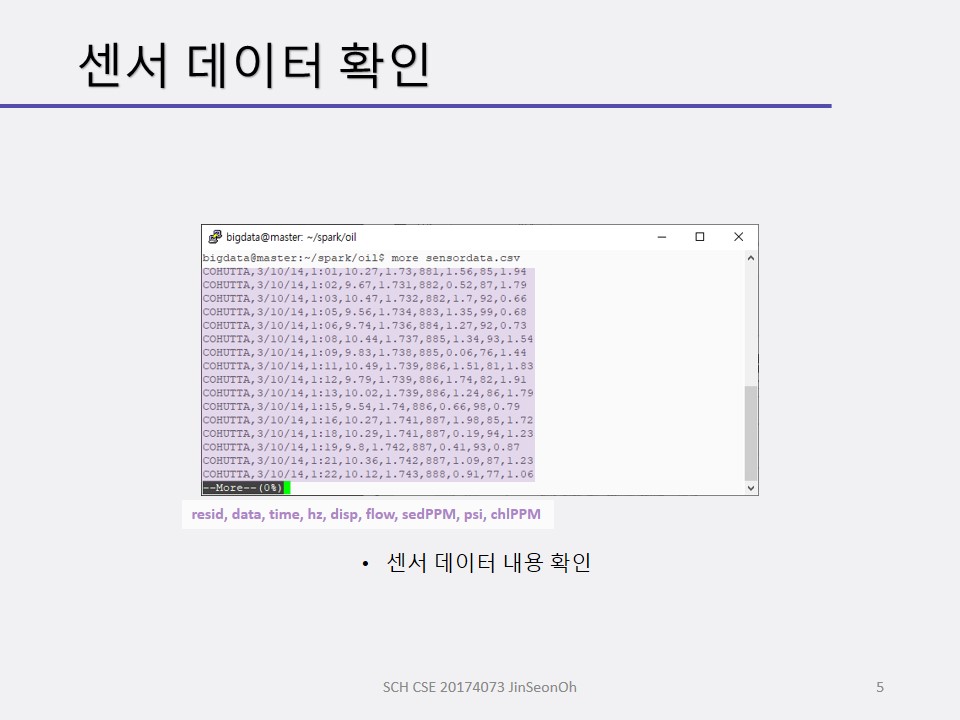 센서 데이터 확인
bigdata@master: ~/spark/oil
bigdata@master:~/spark/oil$ more sensordata.csv
COHUTTA,3/10/14,1:01,10.27,1.73,881,1.56,85,1.94
COHUTTA,3/10/14,1:02,9.67,1.731,882,0.52,87,1.79
COHUTTA,3/10/14,1:03,10.47,1.732,882,1.7,92,0.66
COHUTTA,3/10/14,1:05,9.56,1.734,883,1.35,99,0.68
COHUTTA,3/10/14,1:06,9.74,1.736,884,1.27,92,0.73
COHUTTA,3/10/14,1:08,10.44,1.737,885,1.34,93,1.54
COHUTTA,3/10/14,1:09,9.83,1.738,885,0.06,76,1.44
COHUTTA,3/10/14,1:11,10.49,1.739,886,1.51,81,1.83
COHUTTA,3/10/14,1:12,9.79,1.739,886,1.74,82,1.91
COHUTTA,3/10/14,1:13,10.02,1.739,886,1.24,86,1.79
COHUTTA,3/10/14,1:15,9.54,1.74,886,0.66,98,0.79
COHUTTA,3/10/14,1:16,10.27,1.741,887,1.98,85,1.72
COHUTTA,3/10/14,1:18,10.29,1.741,887,0.19,94,1.23
COHUTTA,3/10/14,1:19,9.8,1.742,887,0.41,93,0.87
COHUTTA,3/10/14,1:21,10.36,1.742,887,1.09,87,1.23
COHUTTA,3/10/14,1:22,10.12,1.743,888,0.91,77,1.06
--More--(0%)
resid, data, time, hz, disp, flow, sedPPM, psi, chlPPM
• 센서 데이터 내용 확인
SCH CSE 20174073 JinSeonOh
5